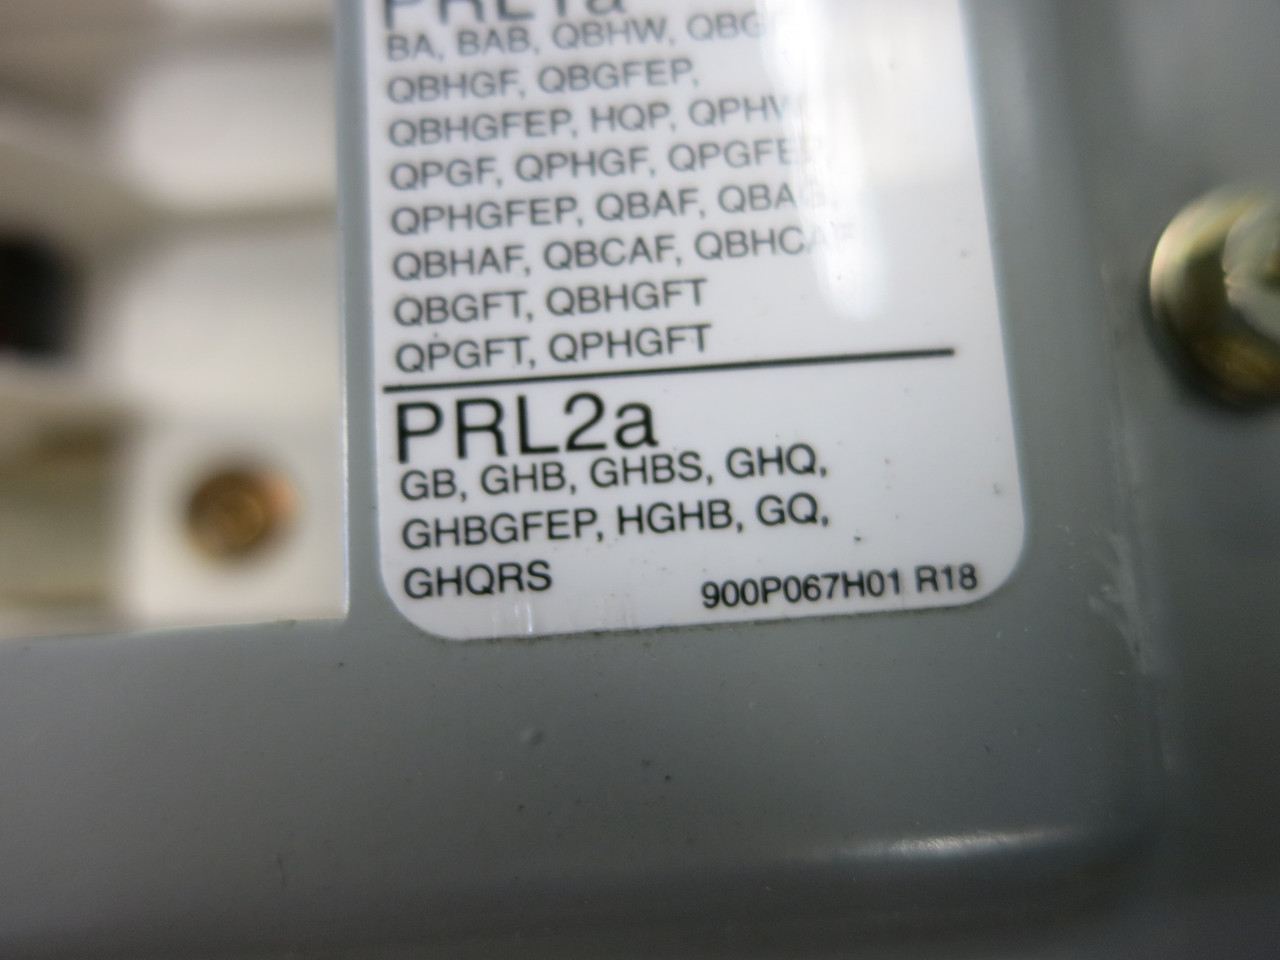 PRL1a
BA, BAB, QBHW,
QBHGF, QBGFEP,
QBHGFEP, HQP,
QPGF, QPHGF,
QPHGFEP, QBAF,
QBHAF, QBCAF,
QBGFT, QBHGFT
QPGFT, QPHGFT
PRL2a
GB, GHB, GHBS, GHQ,
GHBGFEP, HGHB, GQ,
GHQRS
900P067H01 R18